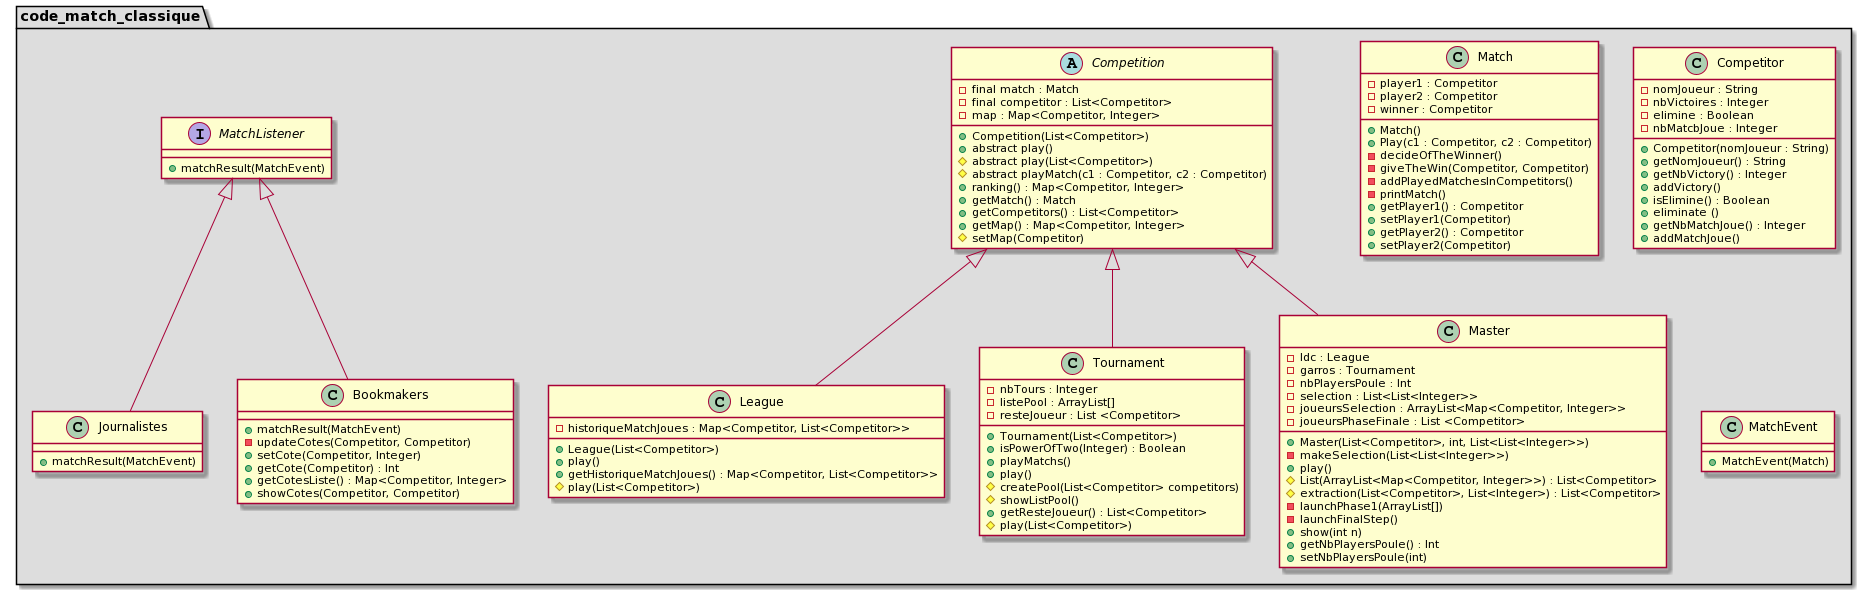 code_match_classique
I MatchListener
matchResult(MatchEvent)
A Competition
final match : Match
final competitor : List<Competitor>
map : Map<Competitor, Integer>
Competition(List<Competitor>)
abstract play()
abstract play(List<Competitor>)
abstract playMatch(c1 : Competitor, c2 : Competitor)
ranking() : Map<Competitor, Integer>
getMatch() : Match
getCompetitors() : List<Competitor>
getMap() : Map<Competitor, Integer>
setMap(Competitor)
C Match
player1 : Competitor
player2 : Competitor
winner : Competitor
Match()
Play(c1 : Competitor, c2 : Competitor)
decideOfTheWinner()
giveTheWin(Competitor, Competitor)
addPlayedMatchesInCompetitors()
printMatch()
getPlayer1() : Competitor
setPlayer1(Competitor)
getPlayer2() : Competitor
setPlayer2(Competitor)
C Competitor
nomJoueur : String
nbVictoires : Integer
elimine : Boolean
nbMatcbJoue : Integer
Competitor(nomJoueur : String)
getNomJoueur() : String
getNbVictory() : Integer
addVictory()
isElimine() : Boolean
eliminate ()
getNbMatchJoue() : Integer
addMatchJoue()
C Journalistes
matchResult(MatchEvent)
C Bookmakers
matchResult(MatchEvent)
updateCotes(Competitor, Competitor)
setCote(Competitor, Integer)
getCote(Competitor) : Int
getCotesListe() : Map<Competitor, Integer>
showCotes(Competitor, Competitor)
C League
historiqueMatchJoues : Map<Competitor, List<Competitor>>
League(List<Competitor>)
play()
getHistoriqueMatchJoues() : Map<Competitor, List<Competitor>>
play(List<Competitor>)
C Tournament
nbTours : Integer
listePool : ArrayList[]
resteJoueur : List <Competitor>
Tournament(List<Competitor>)
isPowerOfTwo(Integer) : Boolean
playMatchs()
play()
createPool(List<Competitor> competitors)
showListPool()
getResteJoueur() : List<Competitor>
play(List<Competitor>)
C Master
ldc : League
garros : Tournament
nbPlayersPoule : Int
selection : List<List<Integer>>
joueursSelection : ArrayList<Map<Competitor, Integer>>
joueursPhaseFinale : List <Competitor>
Master(List<Competitor>, int, List<List<Integer>>)
makeSelection(List<List<Integer>>)
play()
List(ArrayList<Map<Competitor, Integer>>) : List<Competitor>
extraction(List<Competitor>, List<Integer>) : List<Competitor>
launchPhase1(ArrayList[])
launchFinalStep()
show(int n)
getNbPlayersPoule() : Int
setNbPlayersPoule(int)
C MatchEvent
MatchEvent(Match)